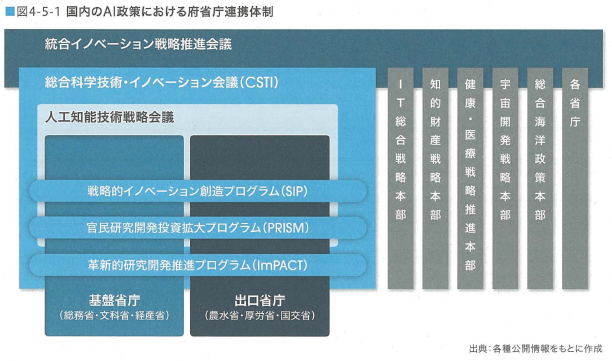 ■図4-5-1 国内のAI政策における府省庁連携体制
統合イノベーション戦略推進会議
総合科学技術・イノベーション会議(CSTI)
人工知能技術戦略会議
戦略的イノベーション創造プログラム(SIP)
官民研究開発投資拡大プログラム(PRISM)
革新的研究開発推進プログラム(ImPACT)
基盤省庁
(総務省・文科省・経産省)
出口省庁
(農水省・厚労省・国交省)
IT総合戦略本部
知的財産戦略本部
健康・医療戦略推進本部
宇宙開発戦略本部
総合海洋政策本部
各省庁
出典:各種公開情報をもとに作成